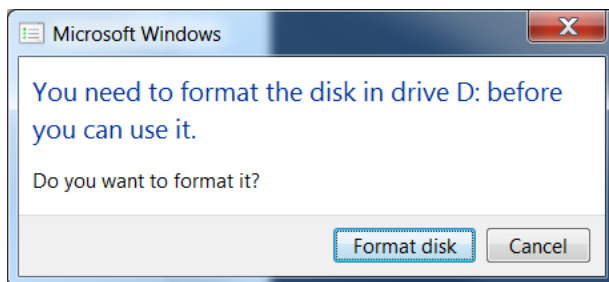 Microsoft Windows
You need to format the disk in drive D: before
you can use it.
Do you want to format it?
Format disk
Cancel